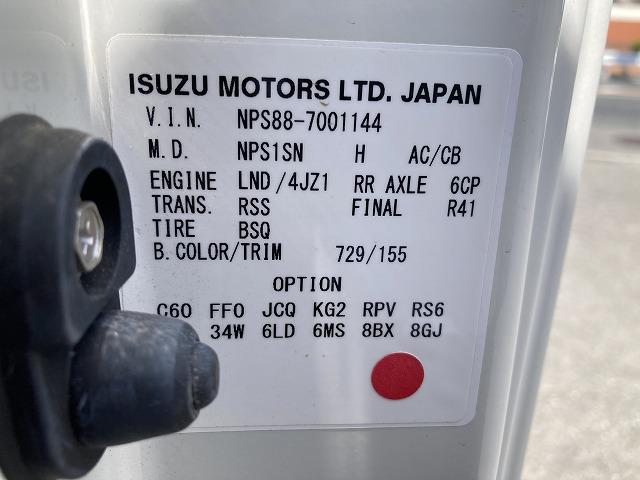 ISUZU MOTORS LTD. JAPAN
V.I.N. NPS88-7001144
M.D. NPS1SN H AC/CB
ENGINE LND/4JZ1 RR AXLE 6CP
TRANS. RSS FINAL R41
TIRE BSQ
B.COLOR/TRIM 729/155
OPTION
C60 FF0 JCQ KG2 RPV RS6
34W 6LD 6MS 8BX 8GJ